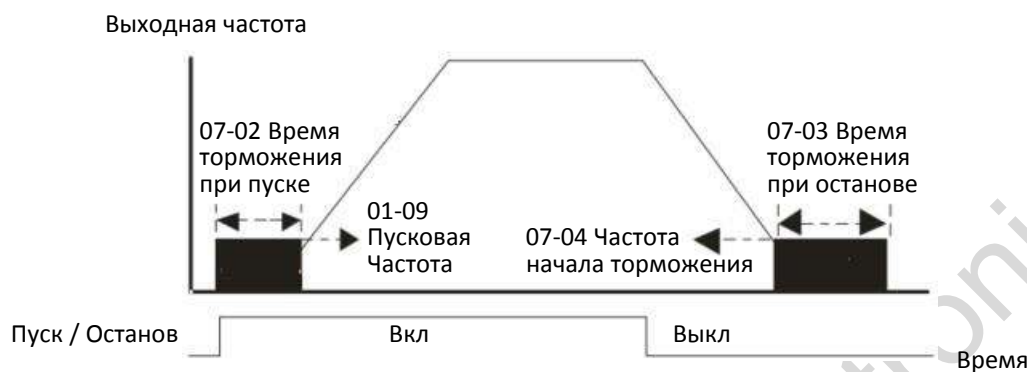 Выходная частота
07-02 Время
торможения
при пуске
07-03 Время
торможения
при останове
01-09
Пусковая
Частота
07-04 Частота
начала торможения
Пуск / Останов
Вкл
Выкл
Время